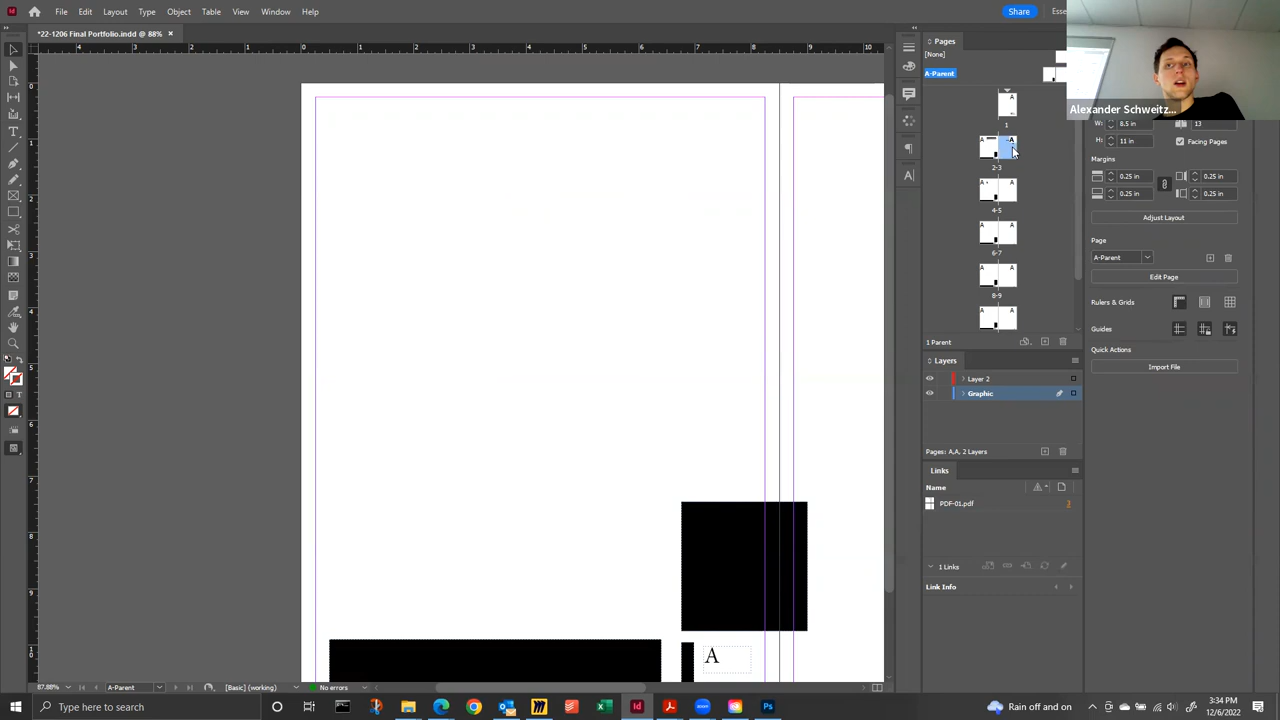 File Edit Layout Type Object Table View Window Help
Share
Esse
*22-1206 Final Portfolio.indd @ 88% ×
Alexander Schweitz...
Pages
[None]
A-Parent
1
2-3
4-5
6-7
8-9
1 Parent
Layers
Layer 2
Graphic
Pages: A,A, 2 Layers
Links
Name
PDF-01.pdf 3
1 Links
Link Info
W: 8.5 in
13
H: 11 in
Facing Pages
Margins
0.25 in 0.25 in
0.25 in 0.25 in
Adjust Layout
Page
A-Parent
Edit Page
Rulers & Grids
Guides
Quick Actions
Import File
A
87.88%
A-Parent
[Basic] (working)
No errors
Type here to search
Rain off and on
3:34 PM
12/6/2022